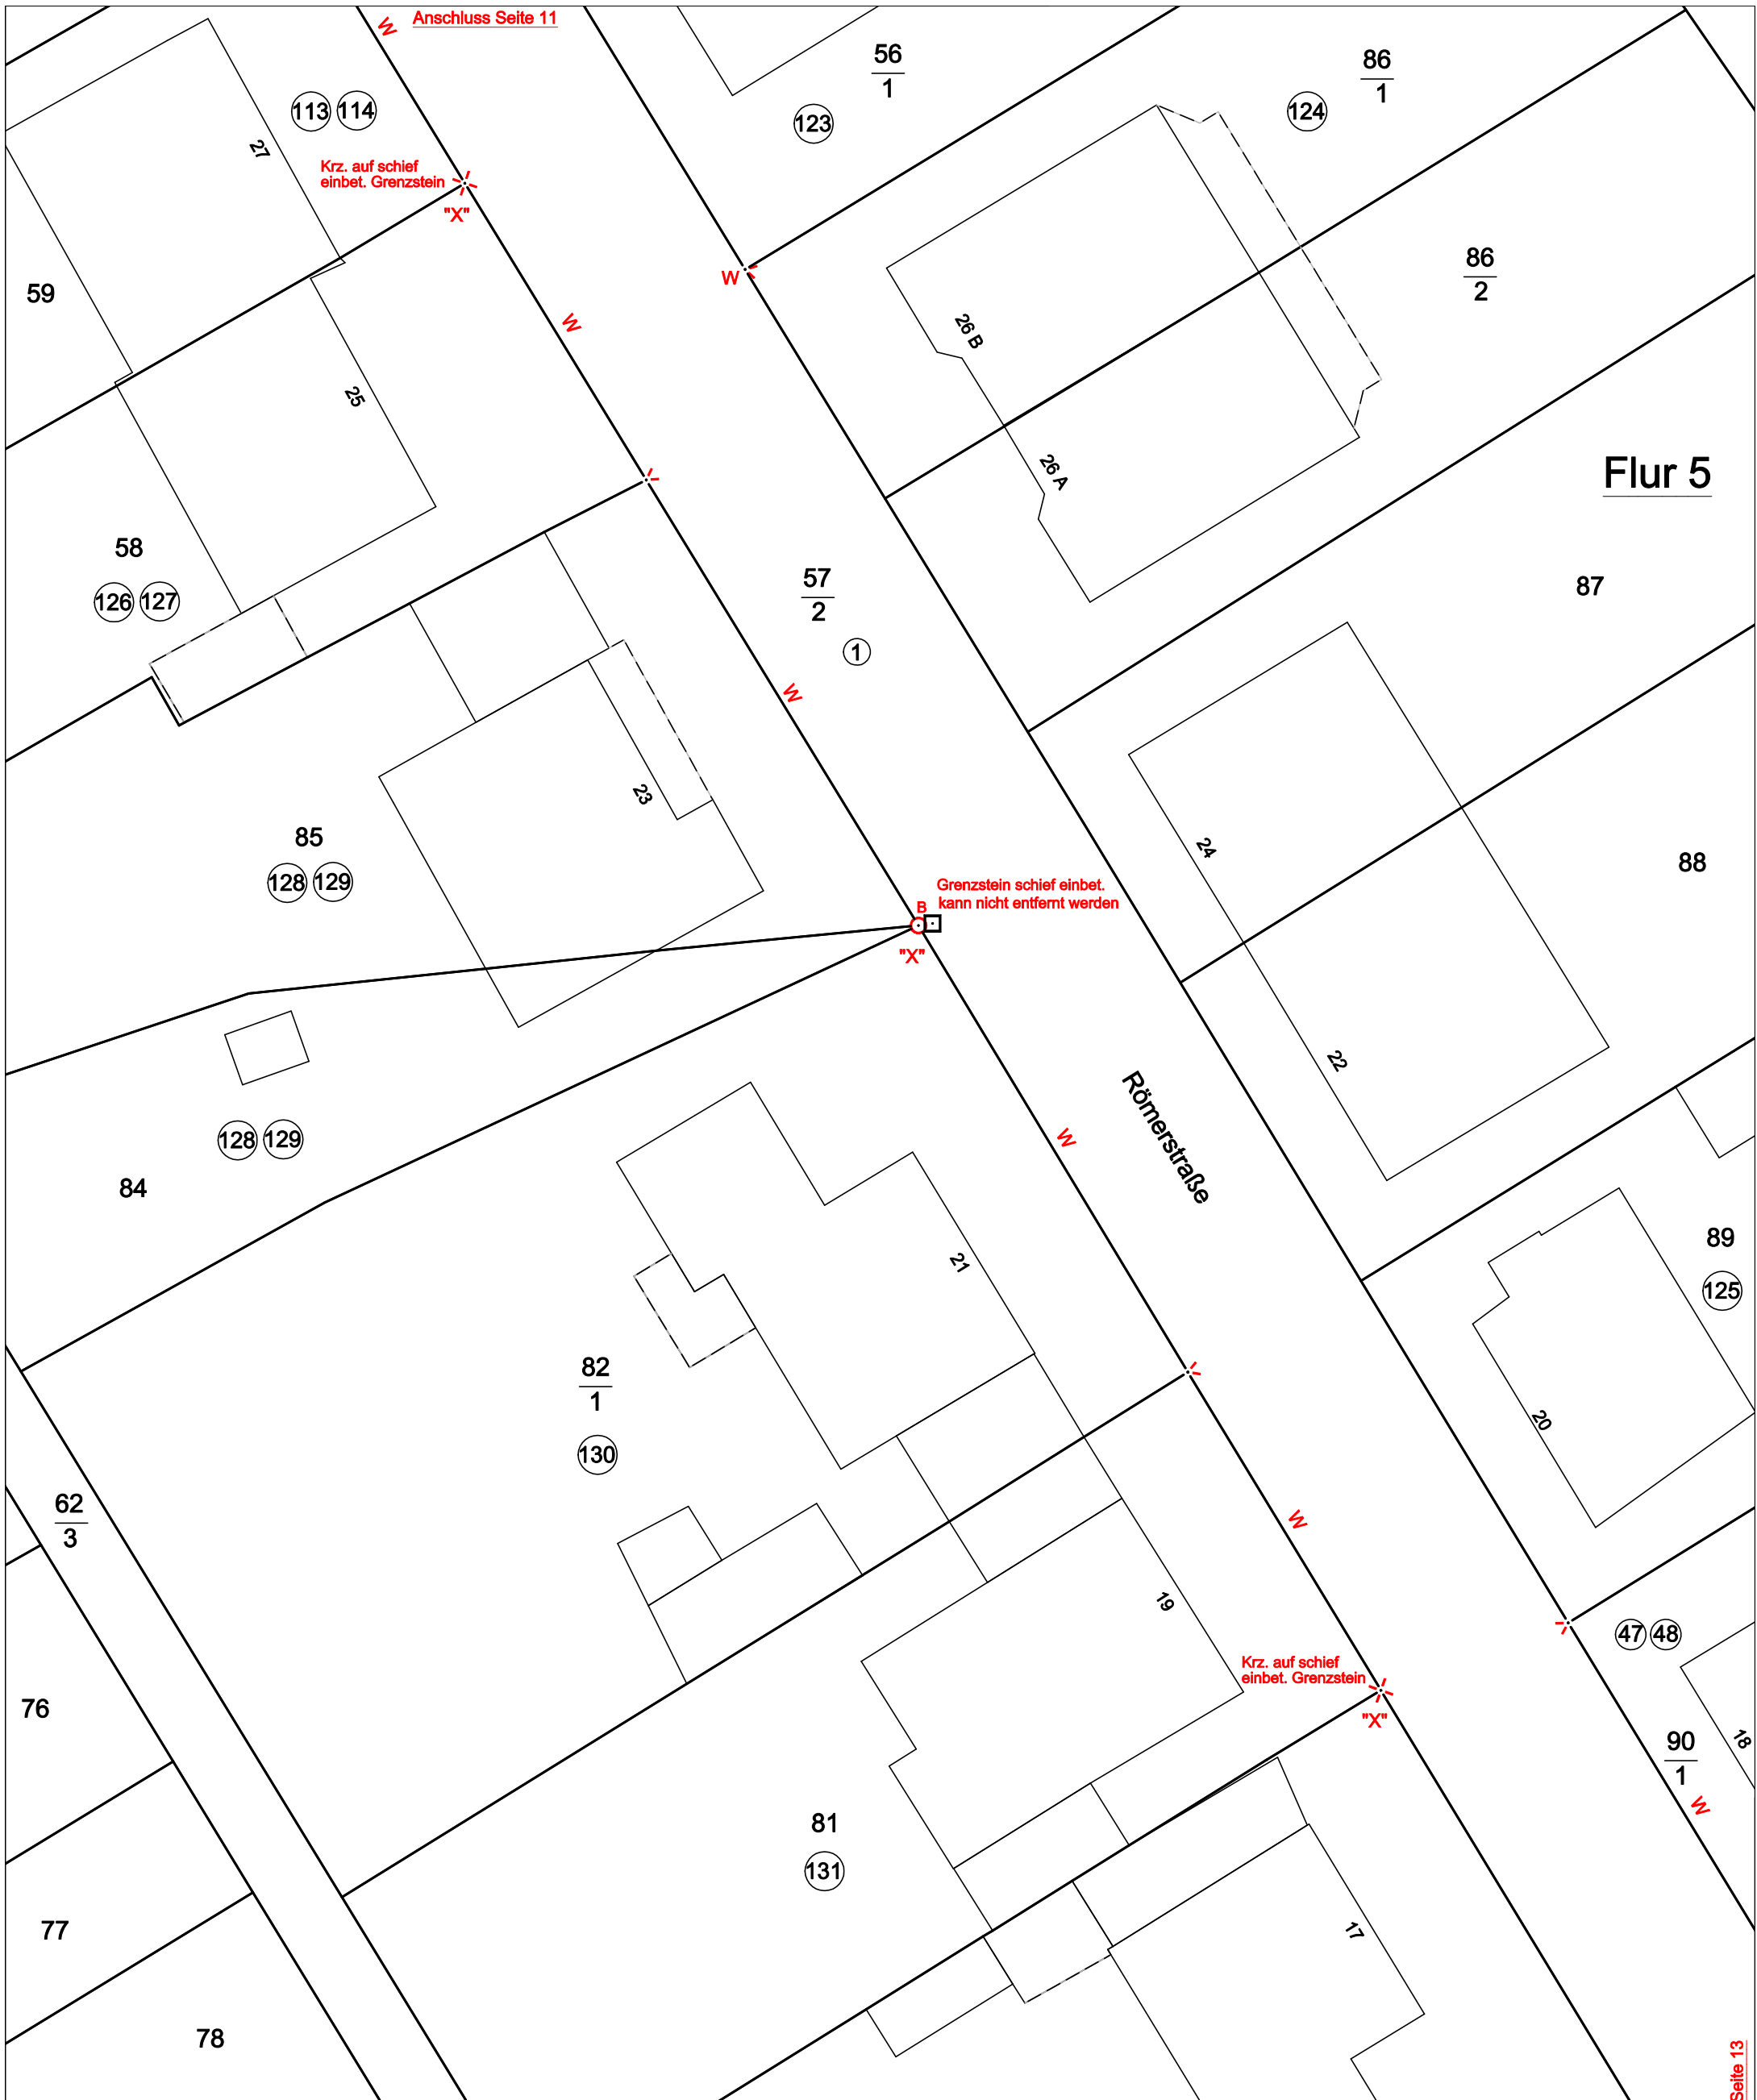 W
Anschluss Seite 11
56
1
86
1
113 114
123
124
27
Krz. auf schief
einbet. Grenzstein
"X"
59
W
86
2
W
26 B
25
26 A
Flur 5
58
126 127
57
2
87
1
W
23
85
24
88
128 129
Grenzstein schief einbet.
B kann nicht entfernt werden
"X"
22
Römerstraße
W
128 129
84
21
89
125
82
1
20
130
62
3
W
19
47 48
Krz. auf schief
einbet. Grenzstein
"X"
76
90
1
18
W
81
131
17
77
78
Seite 13